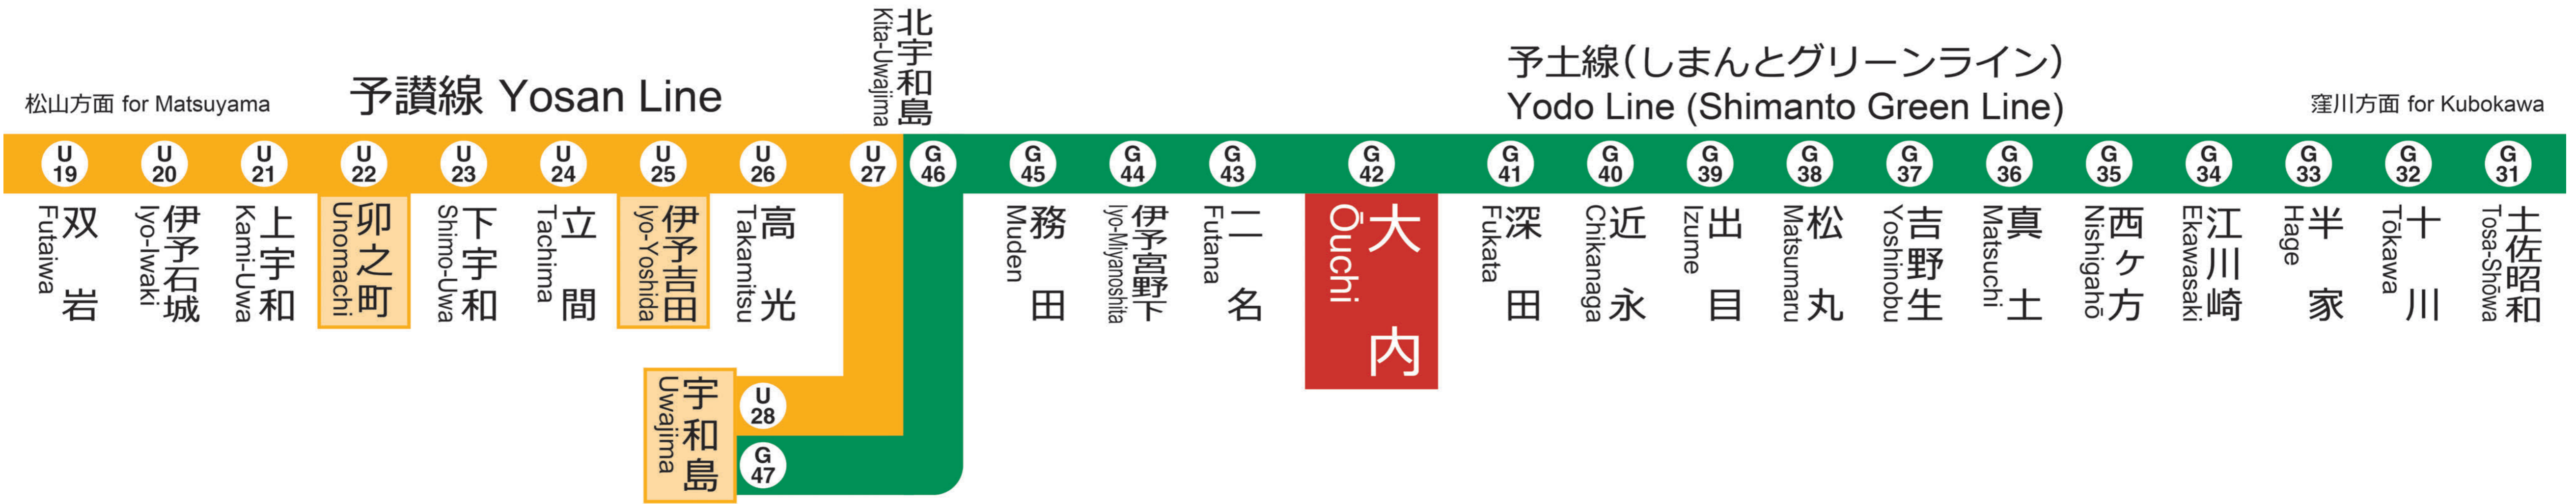 松山方面 for Matsuyama
予讃線 Yosan Line
北宇和島
Kita-Uwajima
予土線(しまんとグリーンライン)
Yodo Line (Shimanto Green Line)
窪川方面 for Kubokawa
U 19
双岩
Futaiwa
U 20
伊予石城
Iyo-Iwaki
U 21
上宇和
Kami-Uwa
U 22
卯之町
Unomachi
U 23
下宇和
Shimo-Uwa
U 24
立間
Tachima
U 25
伊予吉田
Iyo-Yoshida
U 26
高光
Takamitsu
U 27
G 46
G 45
務田
Muden
G 44
伊予宮野下
Iyo-Miyanoshita
G 43
二名
Futana
G 42
大内
Ōuchi
G 41
深田
Fukata
G 40
近永
Chikanaga
G 39
出目
Izume
G 38
松丸
Matsumaru
G 37
吉野生
Yoshinobu
G 36
真土
Matsuchi
G 35
西ヶ方
Nishigahō
G 34
江川崎
Ekawasaki
G 33
半家
Hage
G 32
十川
Tōkawa
G 31
土佐昭和
Tosa-Shōwa
宇和島
Uwajima
U 28
G 47